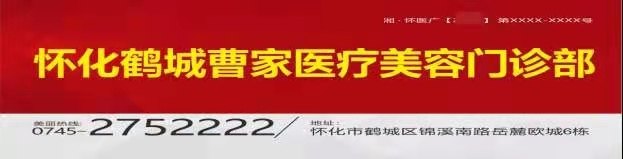 湘·怀医广【 】第XXXX-XXXX号
怀化鹤城曹家医疗美容门诊部
美丽热线:
0745-2752222/
地址:
怀化市鹤城区锦溪南路岳麓欧城6栋